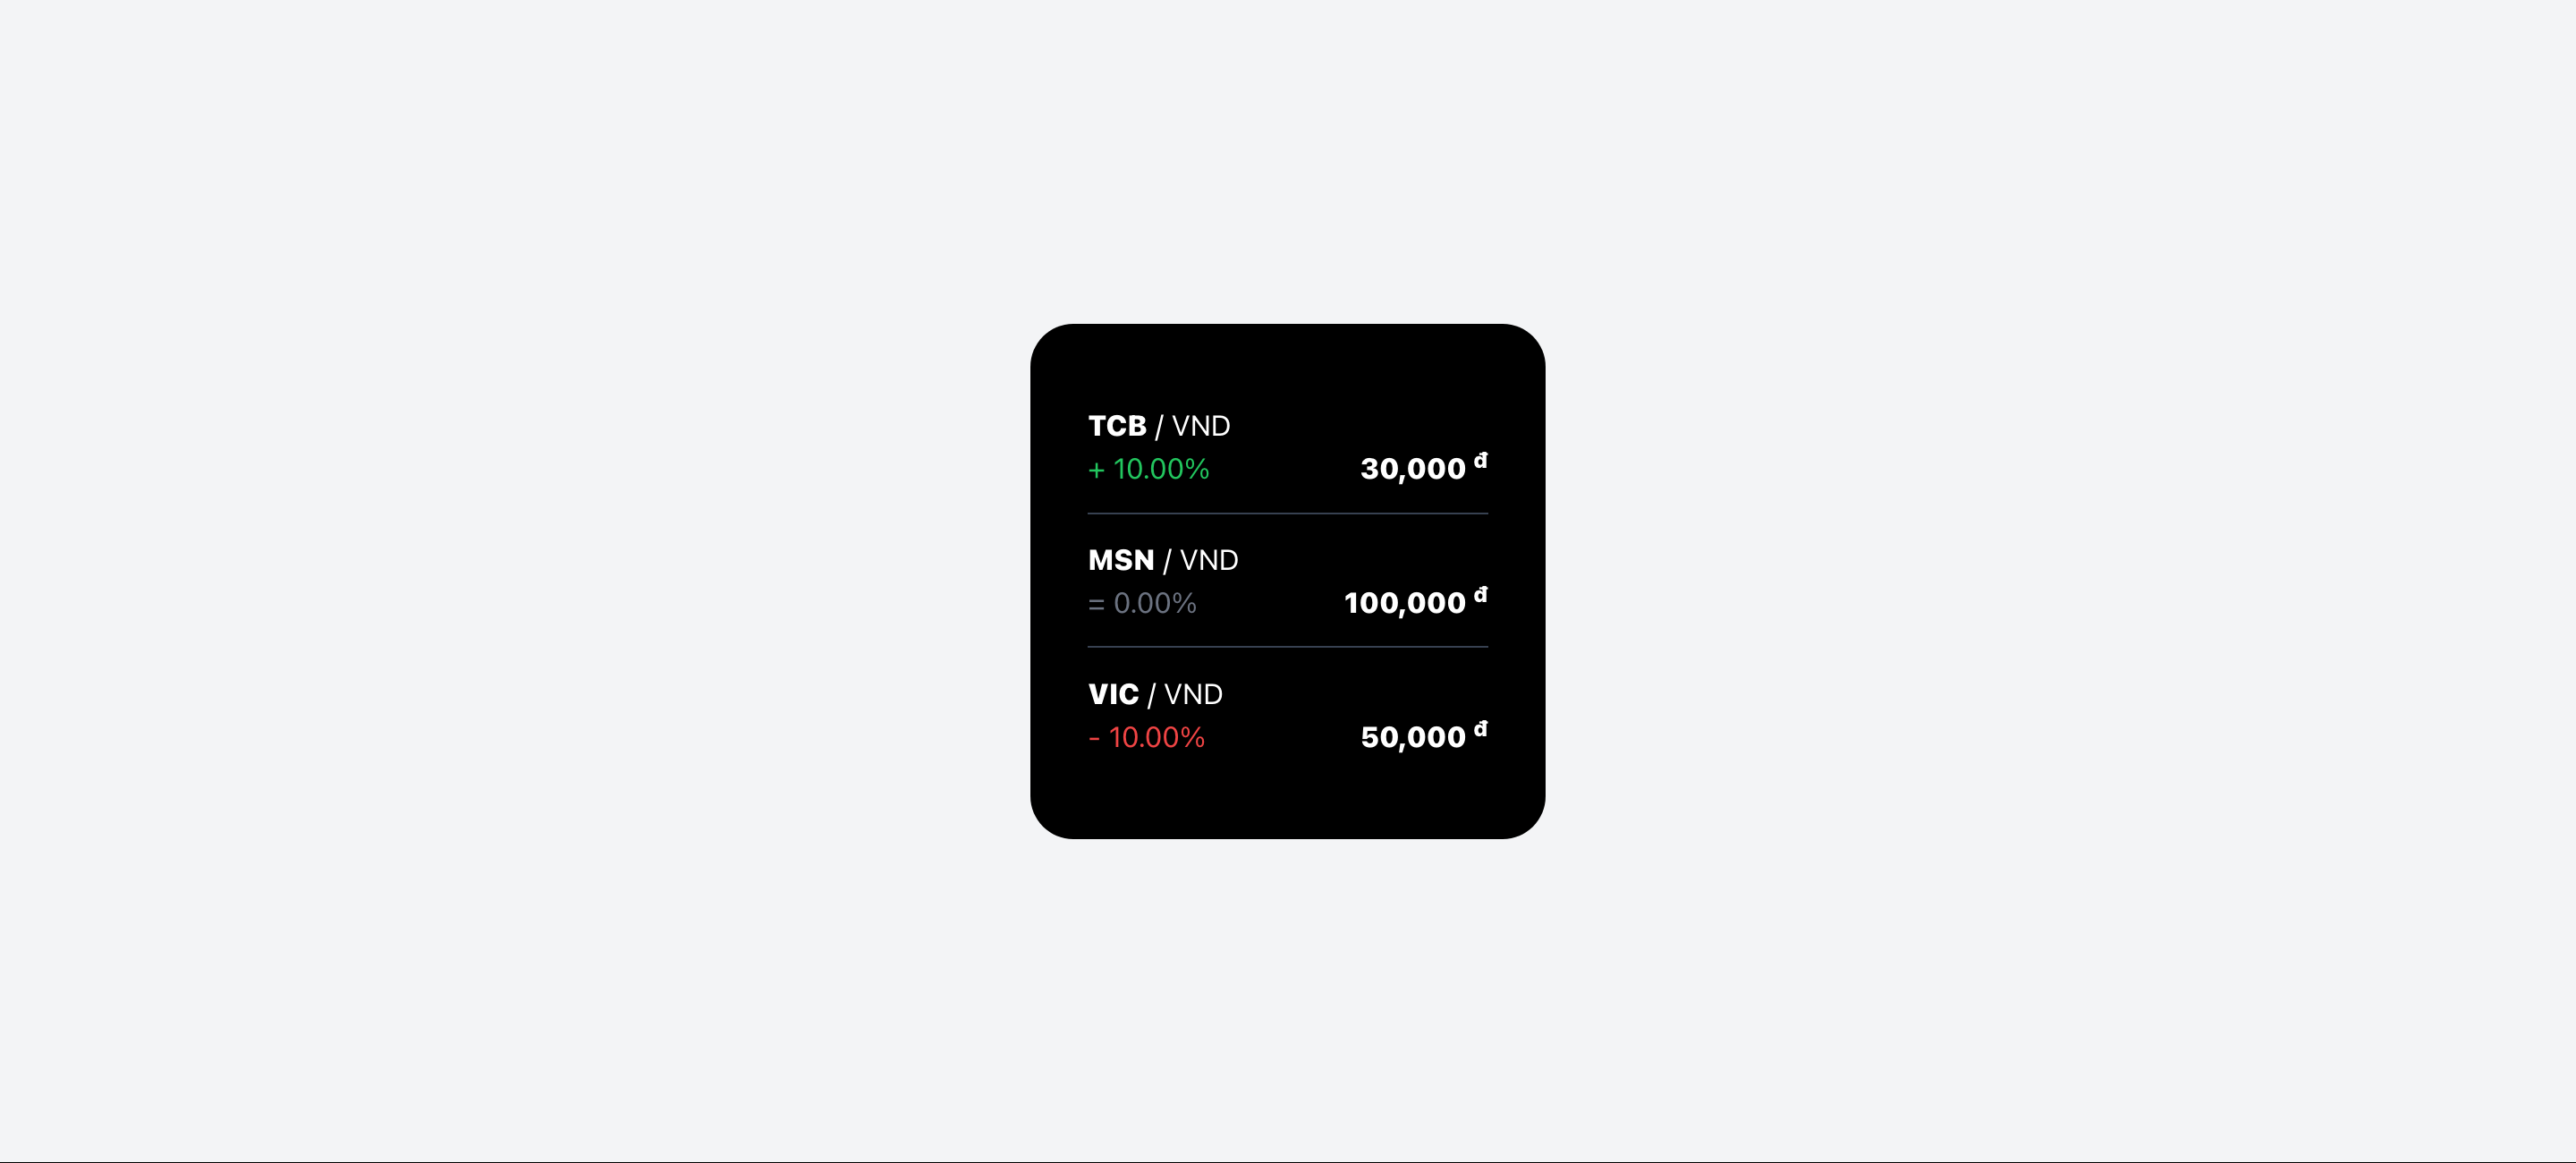 TCB / VND
+ 10.00% 30,000 đ
MSN / VND
= 0.00% 100,000 đ
VIC / VND
- 10.00% 50,000 đ